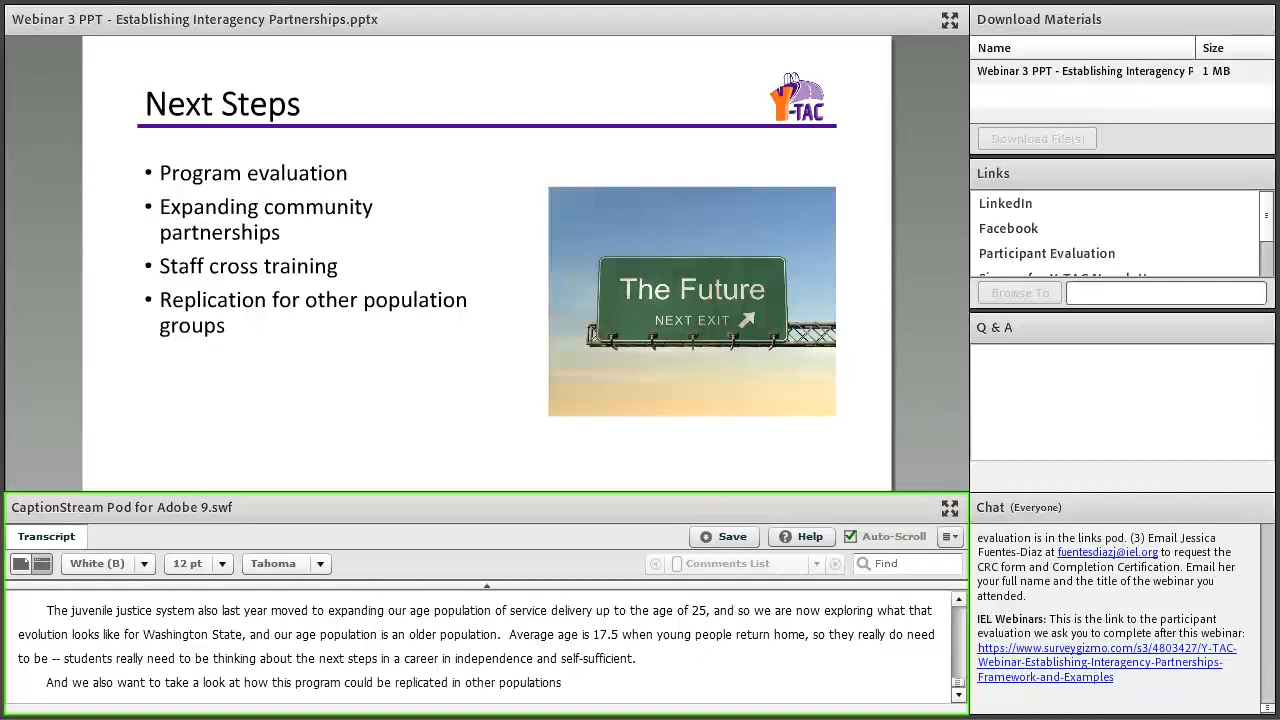 Webinar 3 PPT - Establishing Interagency Partnerships.pptx
Next Steps
Y-TAC
• Program evaluation
• Expanding community
partnerships
• Staff cross training
• Replication for other population
groups
The Future
NEXT EXIT
CaptionStream Pod for Adobe 9.swf
Transcript
Save
Help
Auto-Scroll
White (B)
12 pt
Tahoma
Comments List
Find
The juvenile justice system also last year moved to expanding our age population of service delivery up to the age of 25, and so we are now exploring what that
evolution looks like for Washington State, and our age population is an older population.  Average age is 17.5 when young people return home, so they really do need
to be -- students really need to be thinking about the next steps in a career in independence and self-sufficient.
And we also want to take a look at how this program could be replicated in other populations
Download Materials
Name Size
Webinar 3 PPT - Establishing Interagency P 1 MB
Download File(s)
Links
LinkedIn
Facebook
Participant Evaluation
Browse To
Q & A
Chat (Everyone)
evaluation is in the links pod. (3) Email Jessica
Fuentes-Diaz at fuentesdiazj@iel.org to request the
CRC form and Completion Certification. Email her
your full name and the title of the webinar you
attended.
IEL Webinars: This is the link to the participant
evaluation we ask you to complete after this webinar:
https://www.surveygizmo.com/s3/4803427/Y-TAC-
Webinar-Establishing-Interagency-Partnerships-
Framework-and-Examples